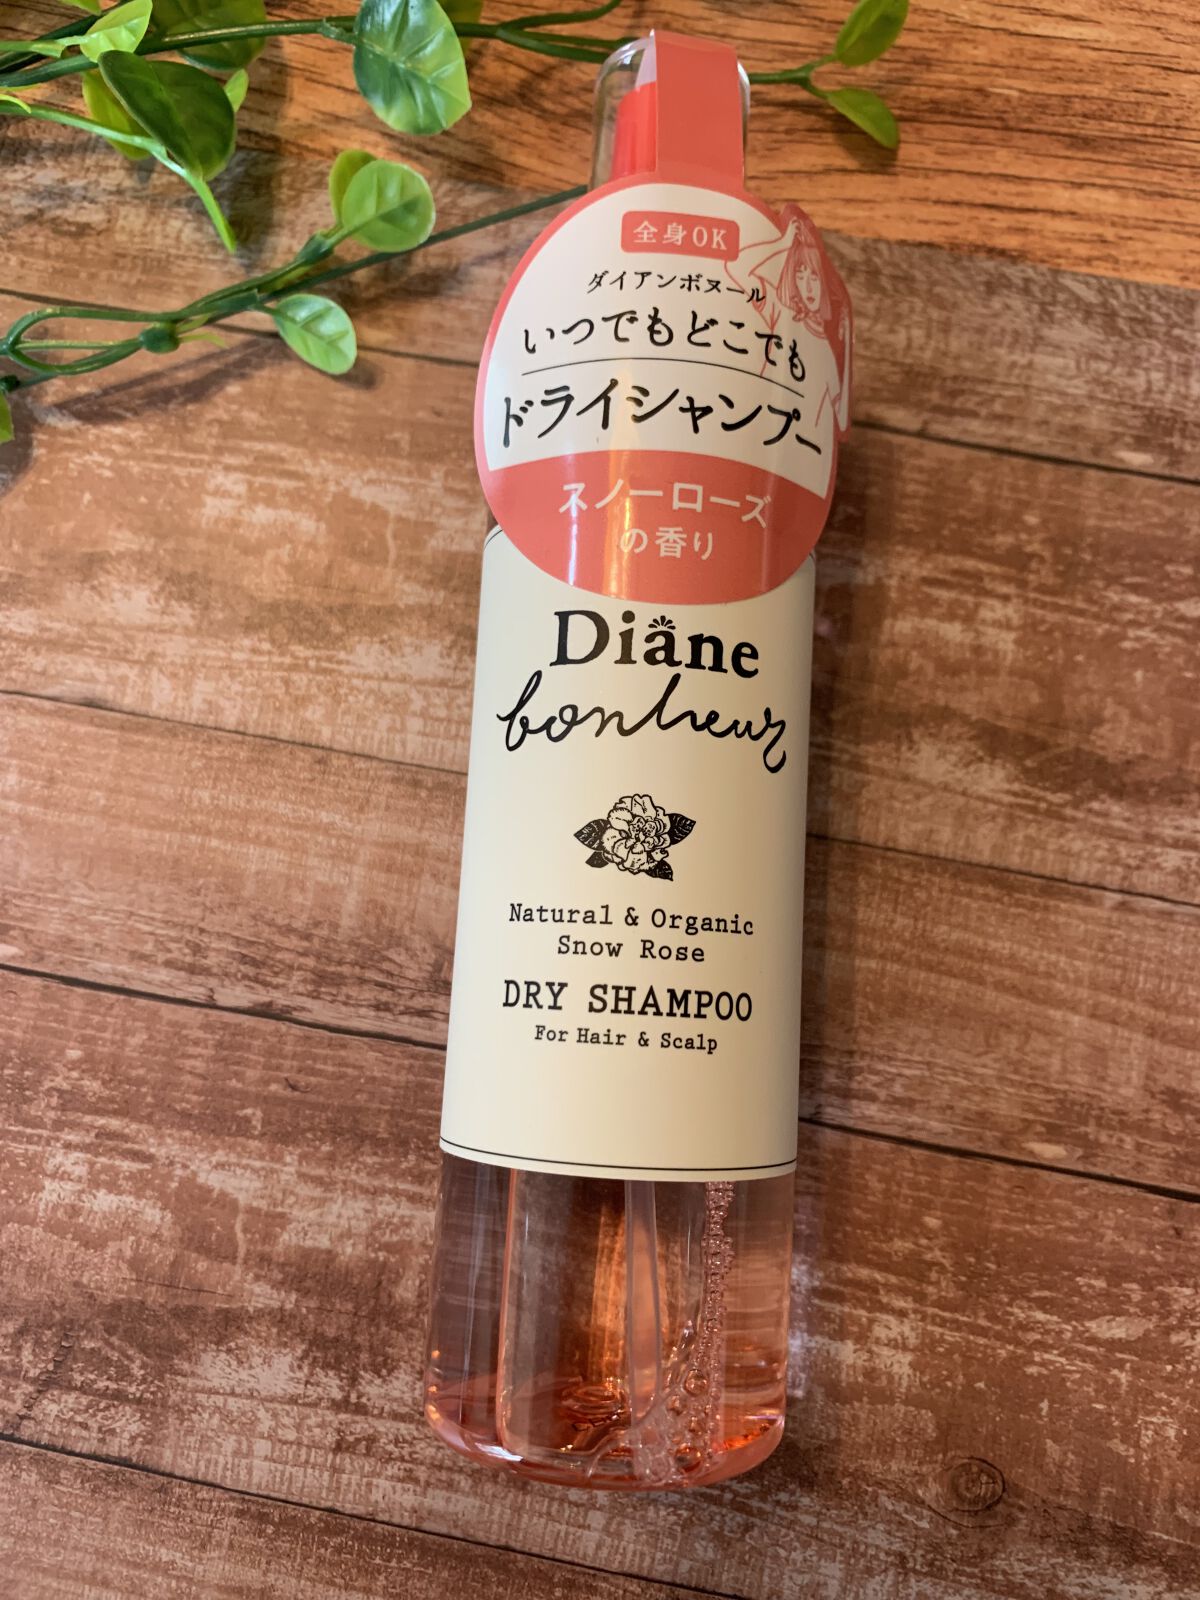 全身OK
ダイアンボヌール
いつでもどこでも
ドライシャンプー
スノーローズ
の香り
Diane
bonheur
Natural & Organic
Snow Rose
DRY SHAMPOO
For Hair & Scalp